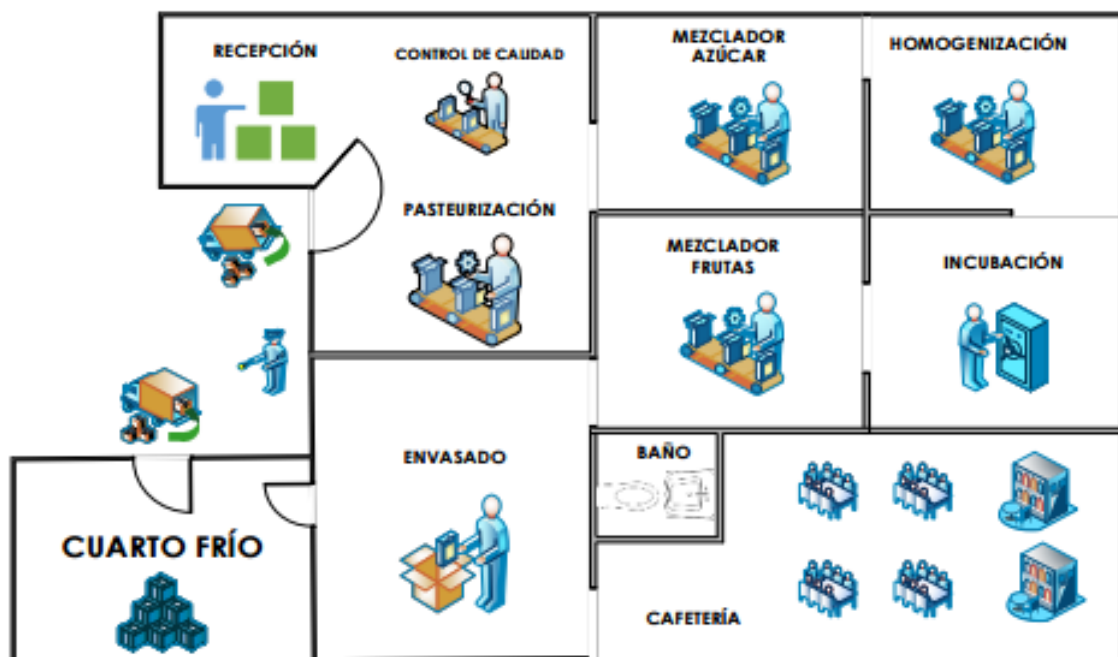 RECEPCIÓN
CONTROL DE CALIDAD
MEZCLADOR
AZÚCAR
HOMOGENIZACIÓN
PASTEURIZACIÓN
MEZCLADOR
FRUTAS
INCUBACIÓN
ENVASADO
BAÑO
CUARTO FRÍO
CAFETERÍA